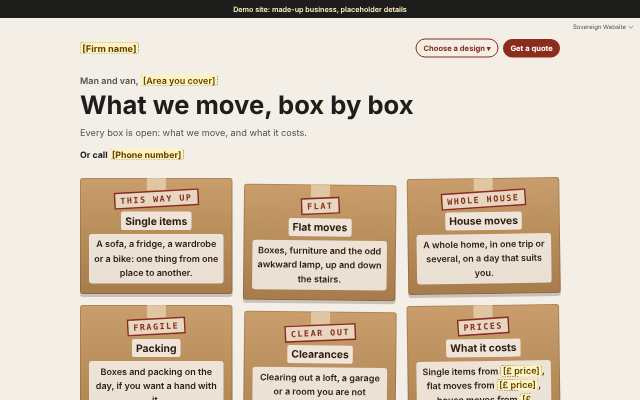 Demo site: made-up business, placeholder details
Sovereign Website
[Firm name]
Choose a design ▾
Get a quote
Man and van, [Area you cover]
What we move, box by box
Every box is open: what we move, and what it costs.
Or call [Phone number]
THIS WAY UP
Single items
A sofa, a fridge, a wardrobe
or a bike: one thing from one
place to another.
FLAT
Flat moves
Boxes, furniture and the odd
awkward lamp, up and down
the stairs.
WHOLE HOUSE
House moves
A whole home, in one trip or
several, on a day that suits
you.
FRAGILE
Packing
Boxes and packing on the
day, if you want a hand with
it.
CLEAR OUT
Clearances
Clearing out a loft, a garage
or a room you are not
PRICES
What it costs
Single items from [£ price],
flat moves from [£ price],
house moves from [£